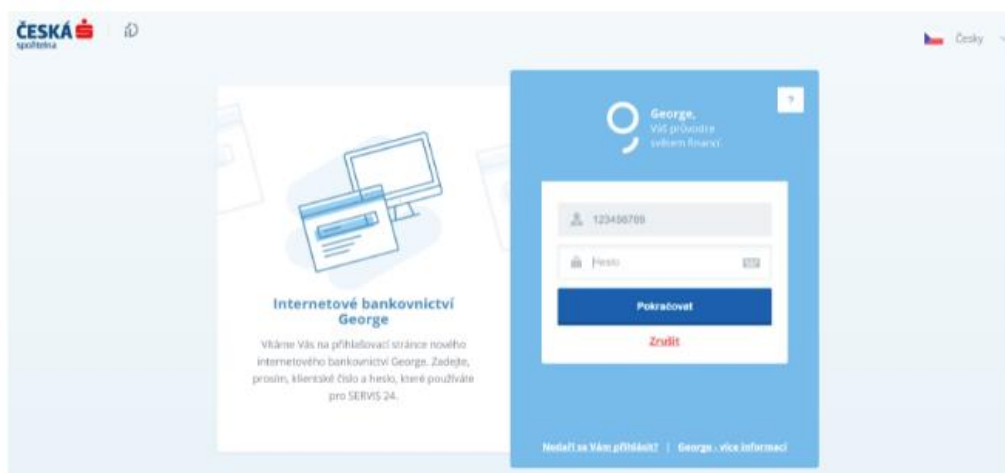 ČESKÁ
spořitelna
Česky
?
George,
Váš průvodce
světem financí.
123456789
Heslo
Pokračovat
Zrušit
Internetové bankovnictví
George
Vítáme Vás na přihlašovací stránce nového
internetového bankovnictví George. Zadejte,
prosím, klientské číslo a heslo, které používáte
pro SERVIS 24.
Nedaří se Vám přihlásit? | George - více informací